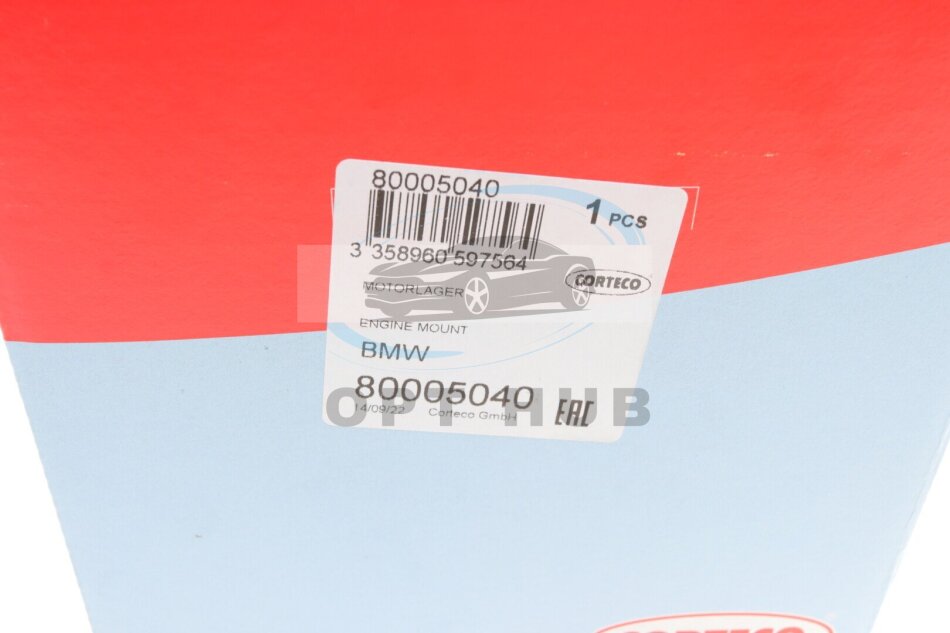 80005040
1 PCS
3 358960 597564
CORTECO
MOTORLAGER
ENGINE MOUNT
BMW
80005040
OPT HUB
14/09/22 Corteco GmbH
EAC
CORTECO